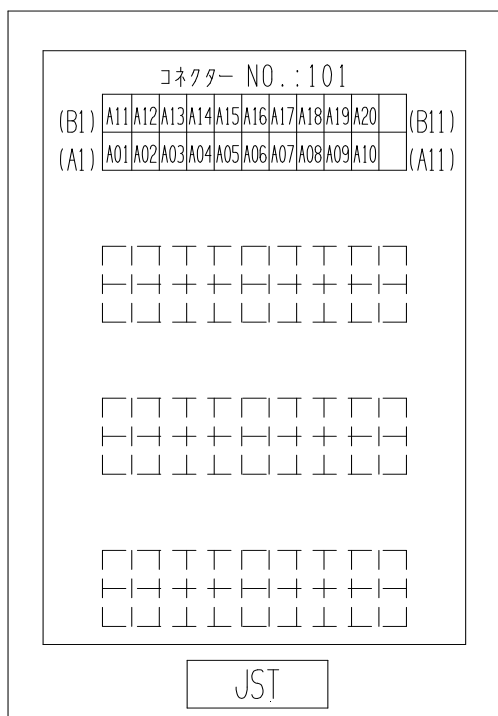 コネクター NO.:101
(B1) A11 A12 A13 A14 A15 A16 A17 A18 A19 A20 (B11)
(A1) A01 A02 A03 A04 A05 A06 A07 A08 A09 A10 (A11)
JST